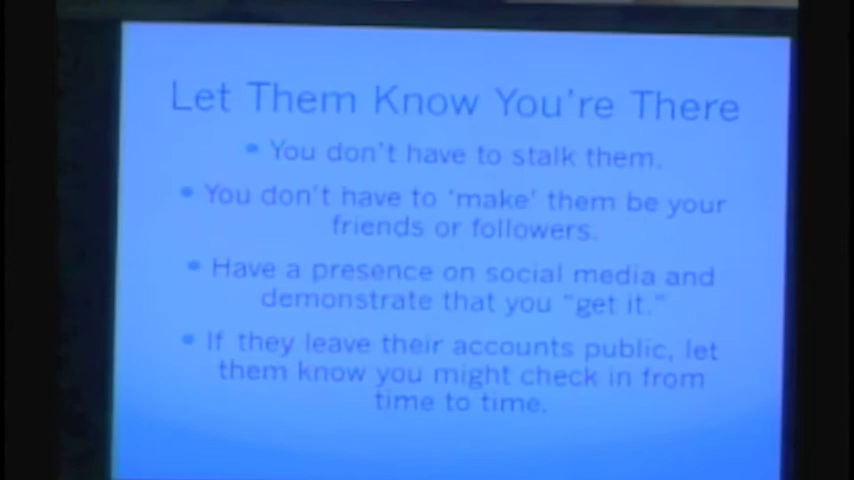 Let Them Know You're There
• You don't have to stalk them.
• You don't have to 'make' them be your
friends or followers.
• Have a presence on social media and
demonstrate that you "get it."
• If they leave their accounts public, let
them know you might check in from
time to time.